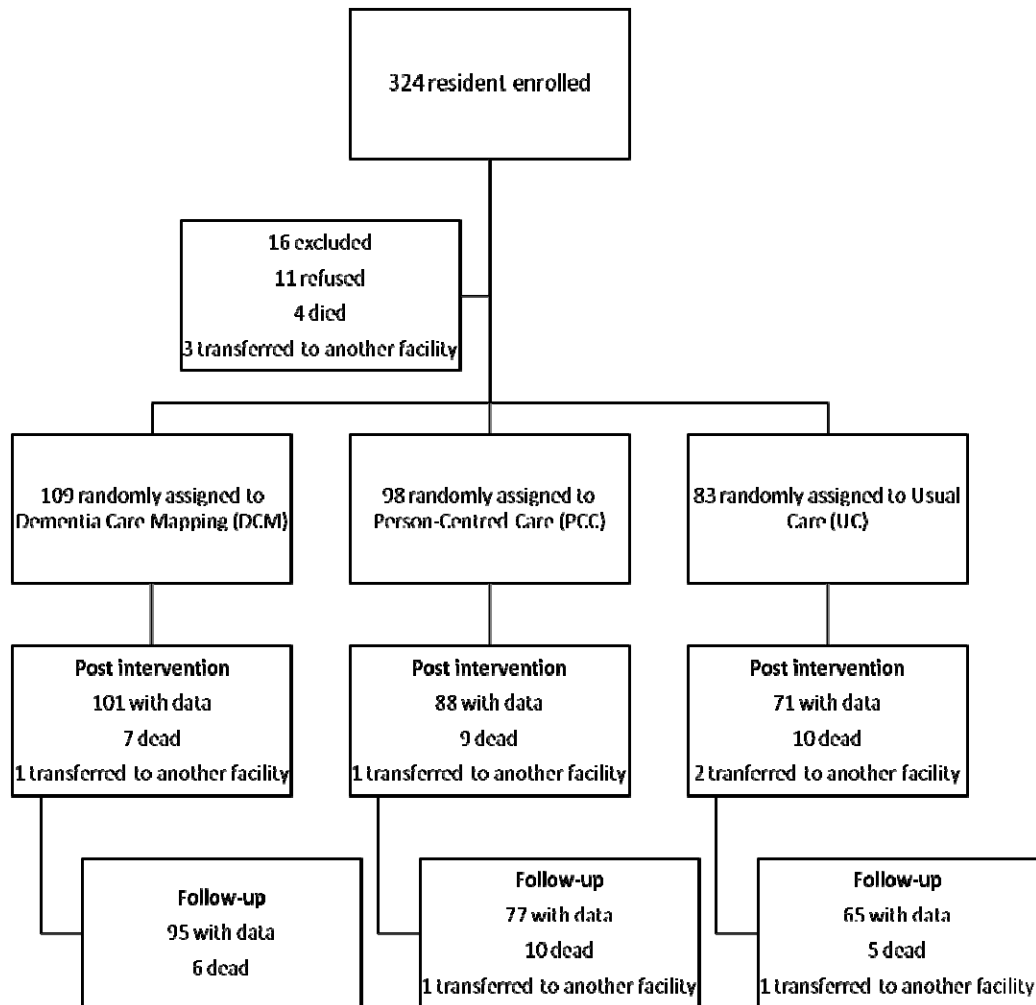 324 resident enrolled
16 excluded
11 refused
4 died
3 transferred to another facility
109 randomly assigned to
Dementia Care Mapping (DCM)
98 randomly assigned to
Person-Centred Care (PCC)
83 randomly assigned to Usual
Care (UC)
Post intervention
101 with data
7 dead
1 transferred to another facility
Post intervention
88 with data
9 dead
1 transferred to another facility
Post intervention
71 with data
10 dead
2 tranferred to another facility
Follow-up
95 with data
6 dead
Follow-up
77 with data
10 dead
1 transferred to another facility
Follow-up
65 with data
5 dead
1 transferred to another facility